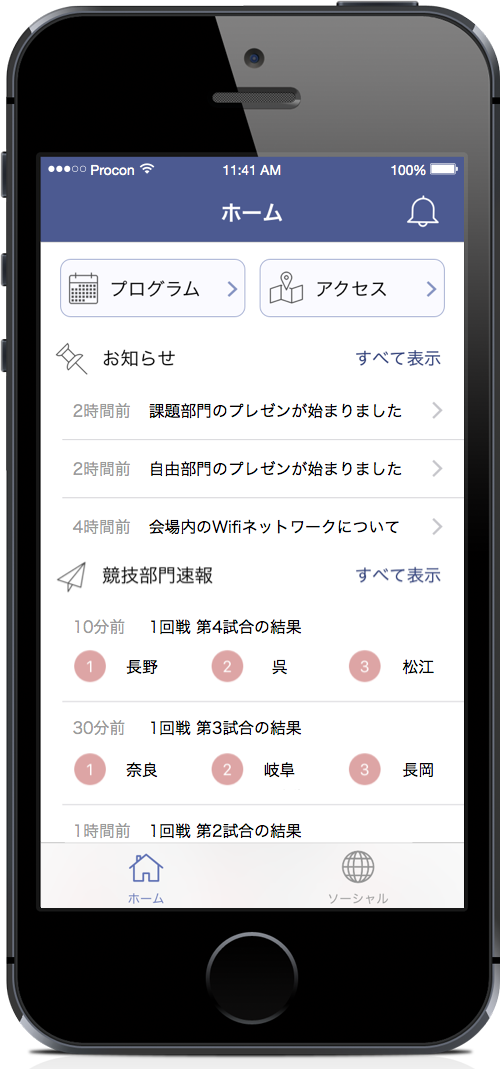 Procon 11:41 AM 100%
ホーム
プログラム アクセス
お知らせ すべて表示
2時間前 課題部門のプレゼンが始まりました
2時間前 自由部門のプレゼンが始まりました
4時間前 会場内のWifiネットワークについて
競技部門速報 すべて表示
10分前 1回戦 第4試合の結果
1 長野 2 呉 3 松江
30分前 1回戦 第3試合の結果
1 奈良 2 岐阜 3 長岡
1時間前 1回戦 第2試合の結果
ホーム ソーシャル